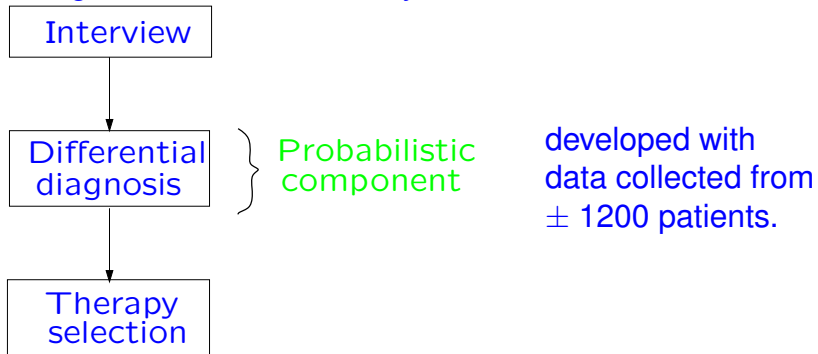 Interview
Differential
diagnosis
Probabilistic
component
developed with
data collected from
± 1200 patients.
Therapy
selection